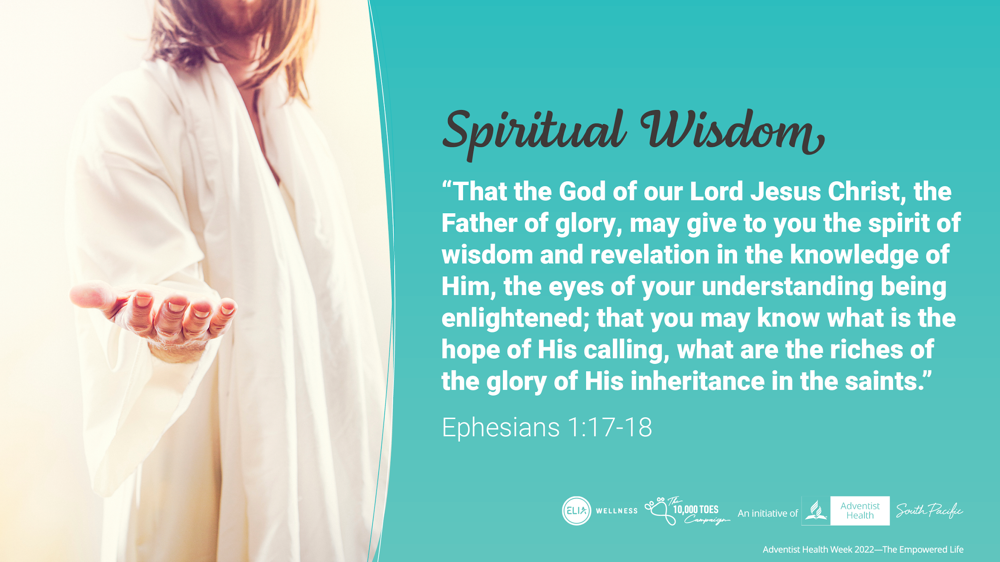 Spiritual Wisdom
“That the God of our Lord Jesus Christ, the
Father of glory, may give to you the spirit of
wisdom and revelation in the knowledge of
Him, the eyes of your understanding being
enlightened; that you may know what is the
hope of His calling, what are the riches of
the glory of His inheritance in the saints.”
Ephesians 1:17-18
ELIA WELLNESS
The
10,000 TOES
Campaign
An initiative of
Adventist
Health
South Pacific
Adventist Health Week 2022—The Empowered Life